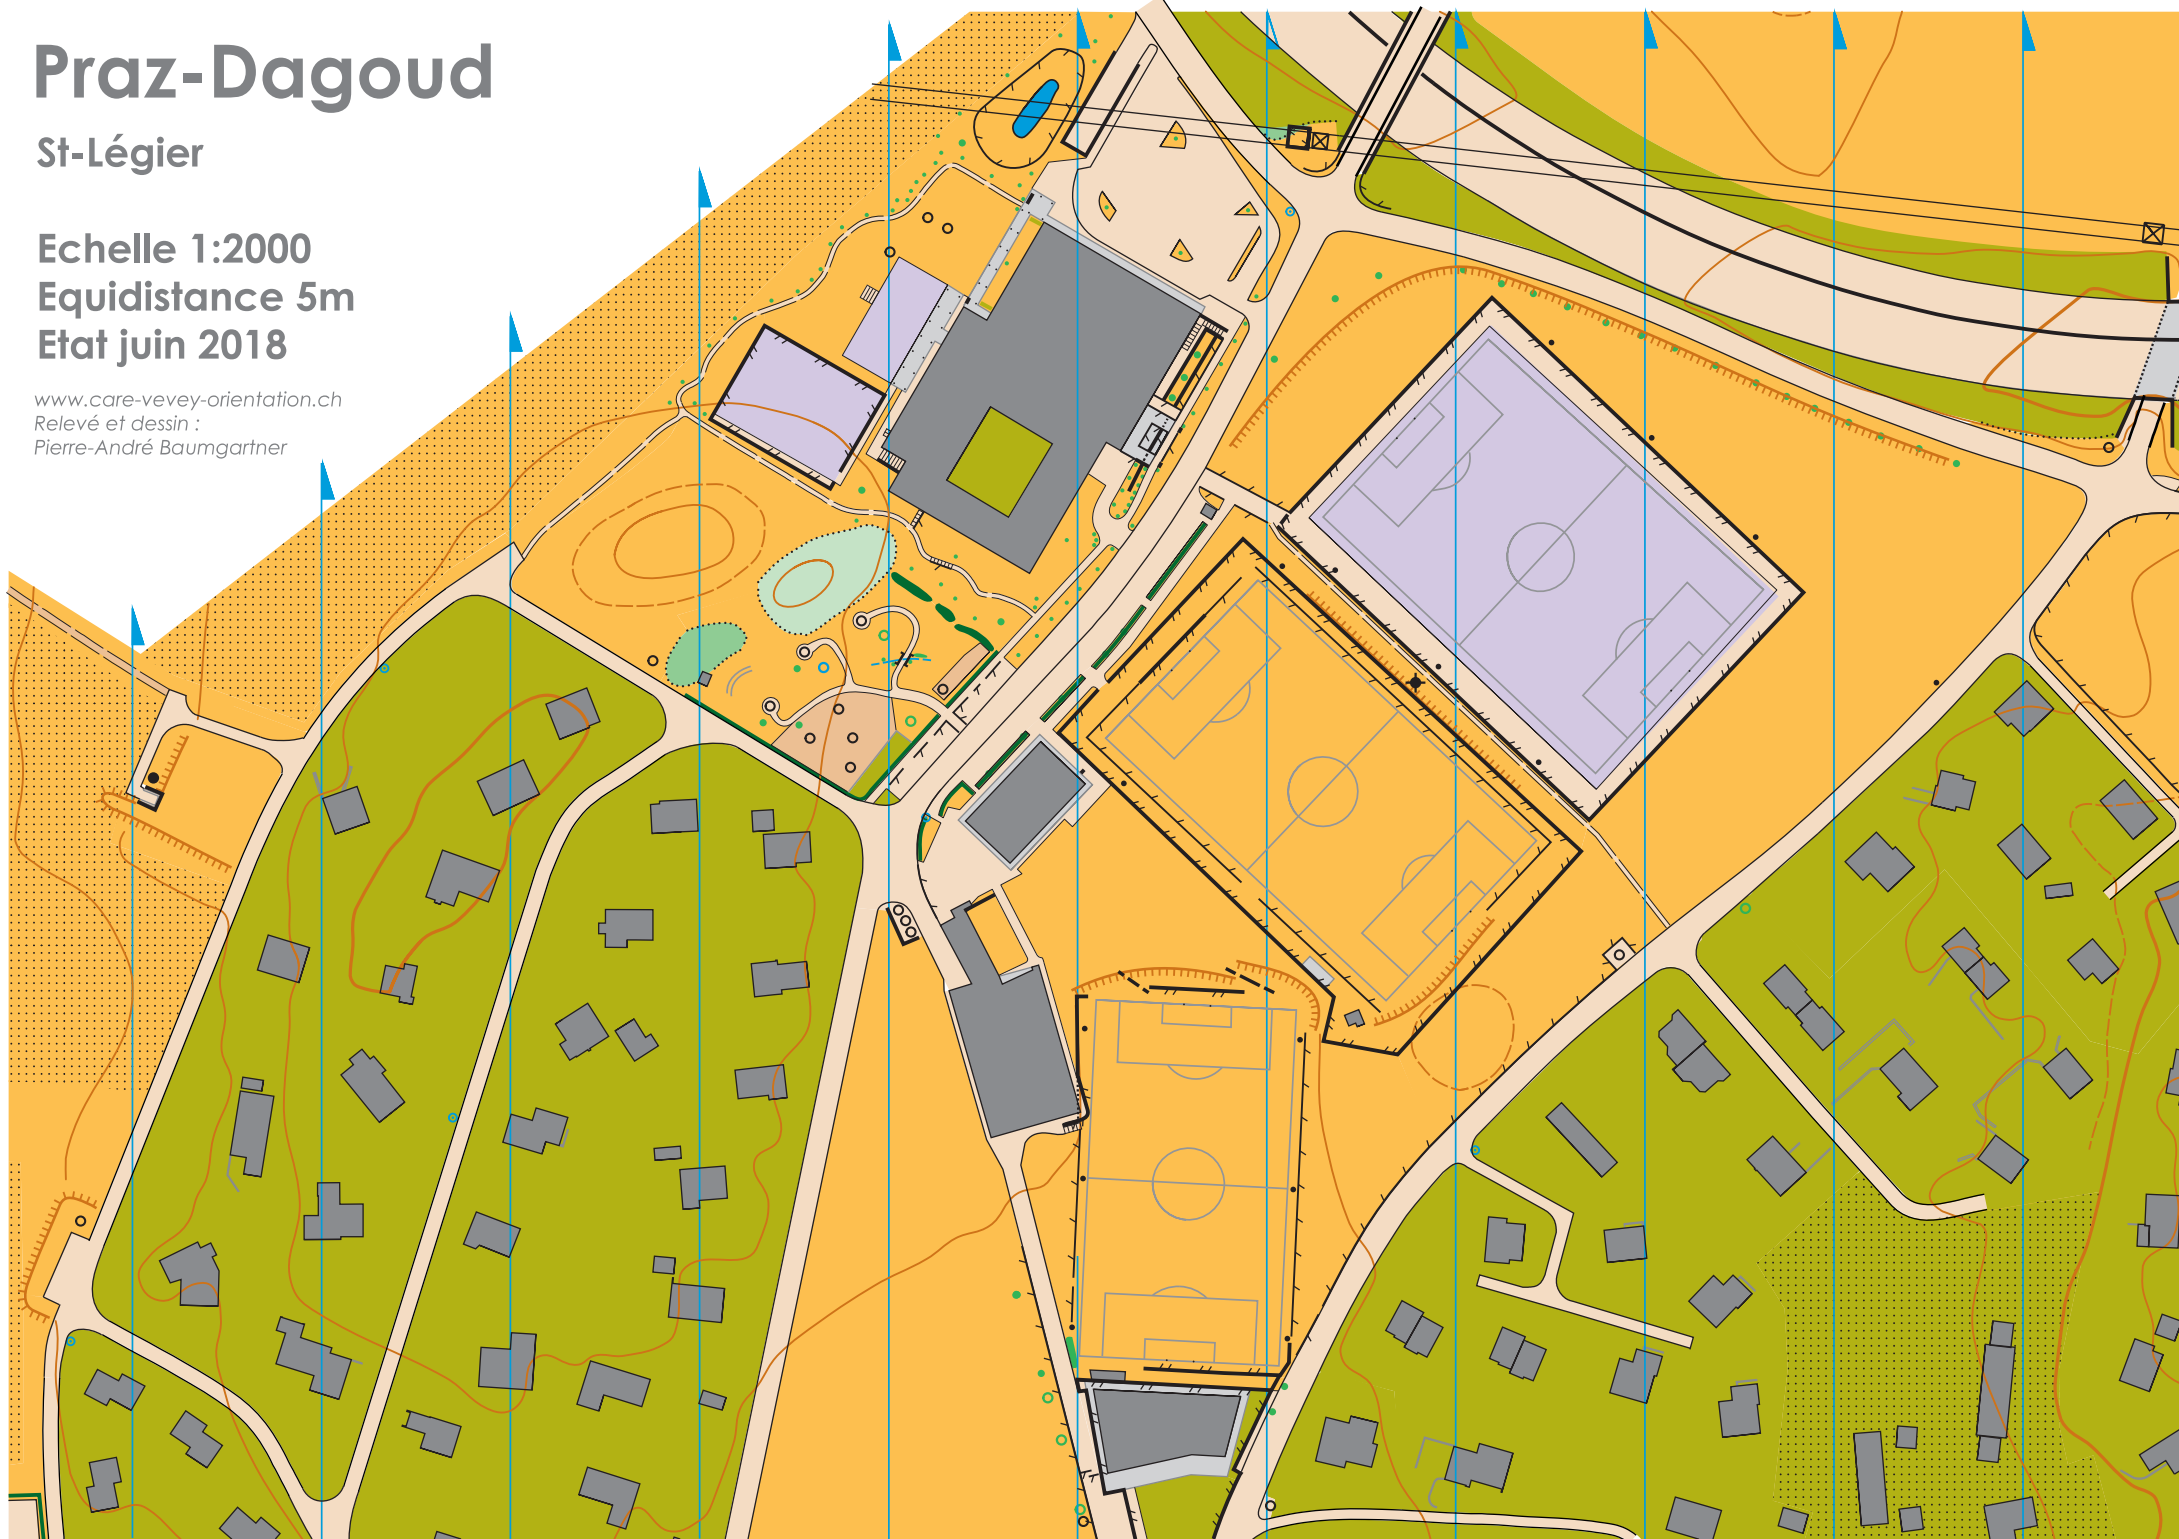 Praz-Dagoud
St-Légier
Echelle 1:2000
Equidistance 5m
Etat juin 2018
www.care-vevey-orientation.ch
Relevé et dessin :
Pierre-André Baumgartner